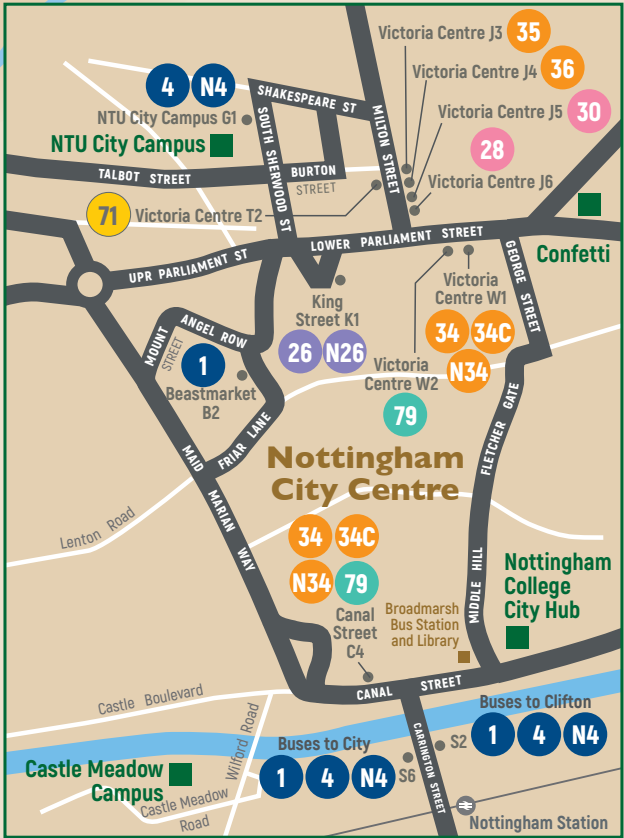 Victoria Centre J3 35
Victoria Centre J4 36
Victoria Centre J5 30
28
Victoria Centre J6
4 N4
NTU City Campus G1
NTU City Campus
SHAKESPEARE ST
SOUTH SHERWOOD ST
MILTON STREET
BURTON
STREET
TALBOT STREET
71 Victoria Centre T2
Confetti
LOWER PARLIAMENT STREET
UPR PARLIAMENT ST
GEORGE STREET
King
Street K1
26 N26
Victoria
Centre W1
34 34C
N34
Victoria
Centre W2
79
MOUNT
STREET
ANGEL ROW
1
Beastmarket
B2
FRIAR LANE
MAID MARIAN WAY
FLETCHER GATE
Nottingham
City Centre
Lenton Road
34 34C
N34 79
Canal
Street
C4
Broadmarsh
Bus Station
and Library
MIDDLE HILL
Nottingham
College
City Hub
CANAL STREET
Castle Boulevard
Wilford Road
Castle Meadow
Campus
Castle Meadow
Road
Buses to City
1 4 N4
S6
CARRINGTON STREET
S2
Buses to Clifton
1 4 N4
Nottingham Station